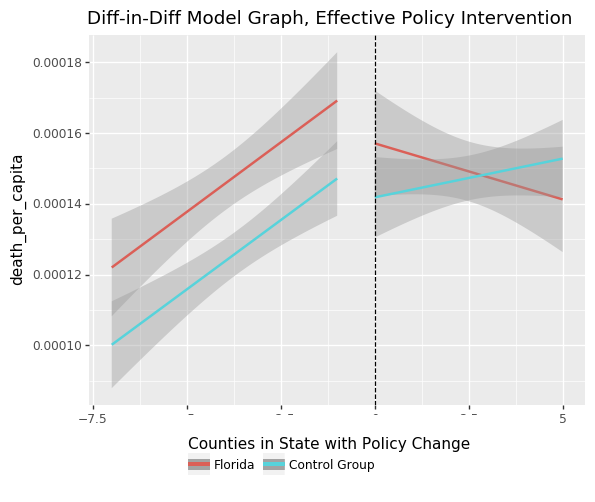 Diff-in-Diff Model Graph, Effective Policy Intervention
death_per_capita
0.00018
0.00016
0.00014
0.00012
0.00010
−7.5 5
Counties in State with Policy Change
Florida Control Group